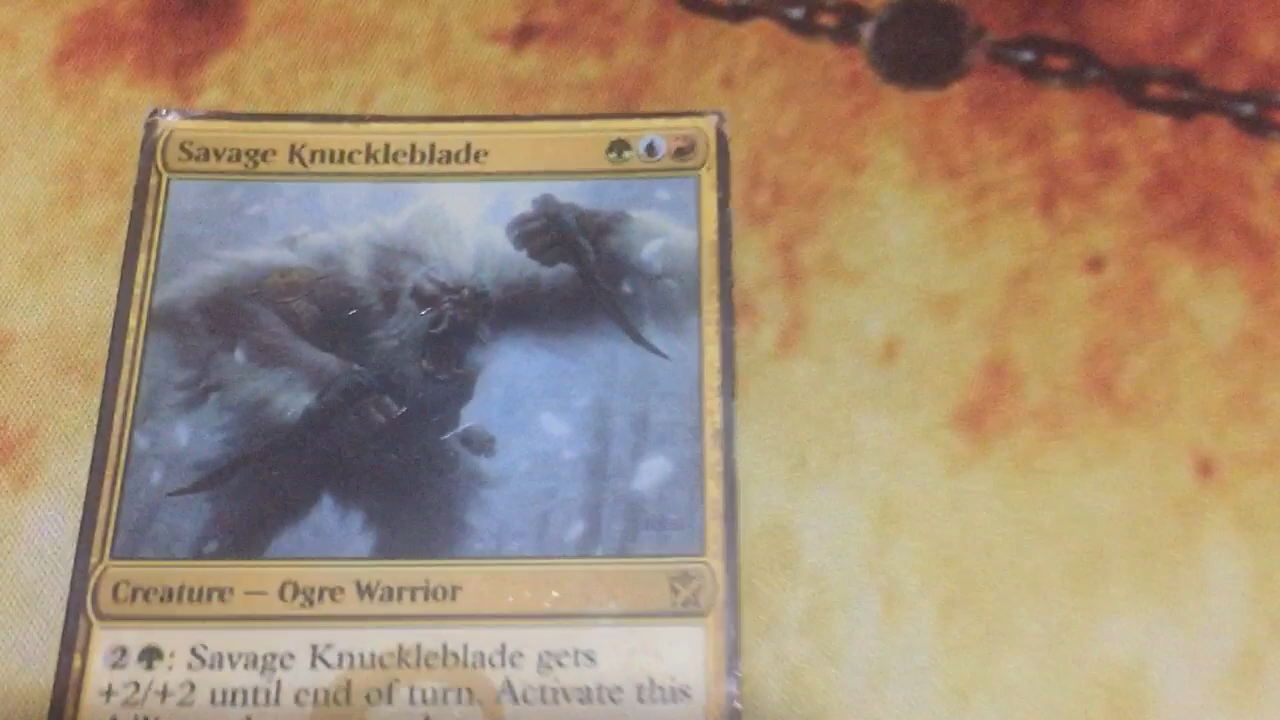 Savage Knuckleblade
Creature — Ogre Warrior
2 : Savage Knuckleblade gets
+2/+2 until end of turn. Activate this